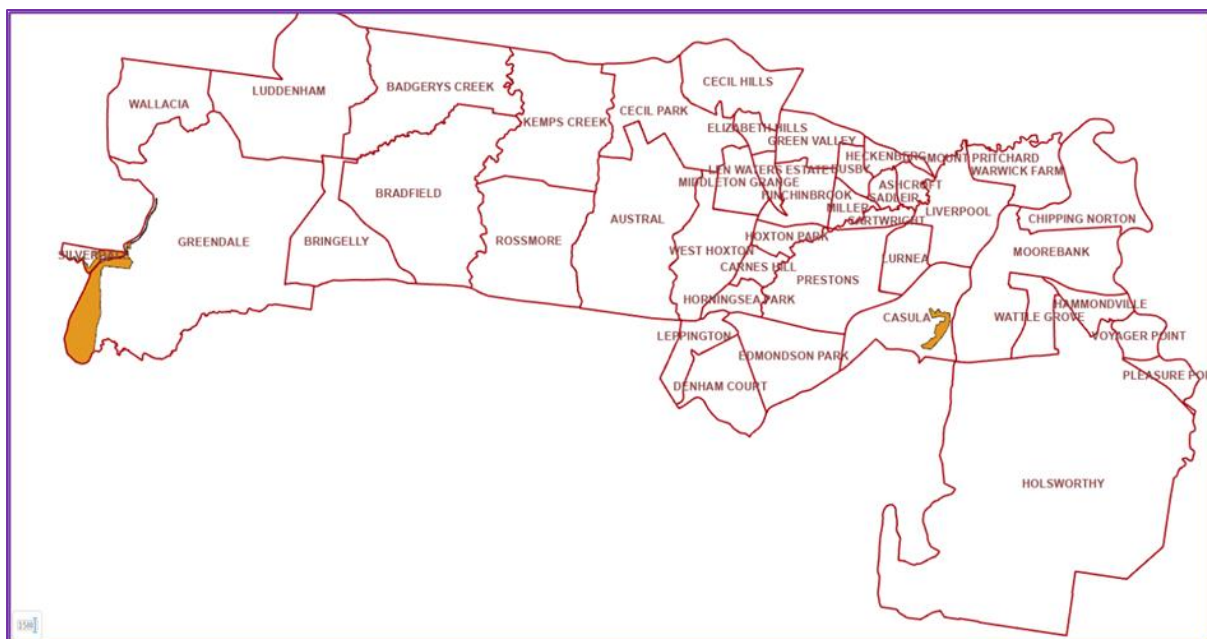 CECIL HILLS
LUDDENHAM
BADGERYS CREEK
WALLACIA
CECIL PARK
KEMPS CREEK
ELIZABETH HILLS
GREEN VALLEY
HECKENBERG
MOUNT PRITCHARD
LEN WATERS ESTATE
BUSBY
WARWICK FARM
MIDDLETON GRANGE
ASHCROFT
BRADFIELD
HINCHINBROOK
SADLEIR
MILLER
LIVERPOOL
AUSTRAL
CARTWRIGHT
CHIPPING NORTON
GREENDALE
BRINGELLY
ROSSMORE
HOXTON PARK
WEST HOXTON
MOOREBANK
LURNEA
CARNES HILL
PRESTONS
HORNINGSEA PARK
HAMMONDVILLE
CASULA
WATTLE GROVE
LEPPINGTON
VOYAGER POINT
EDMONDSON PARK
PLEASURE PO
DENHAM COURT
HOLSWORTHY